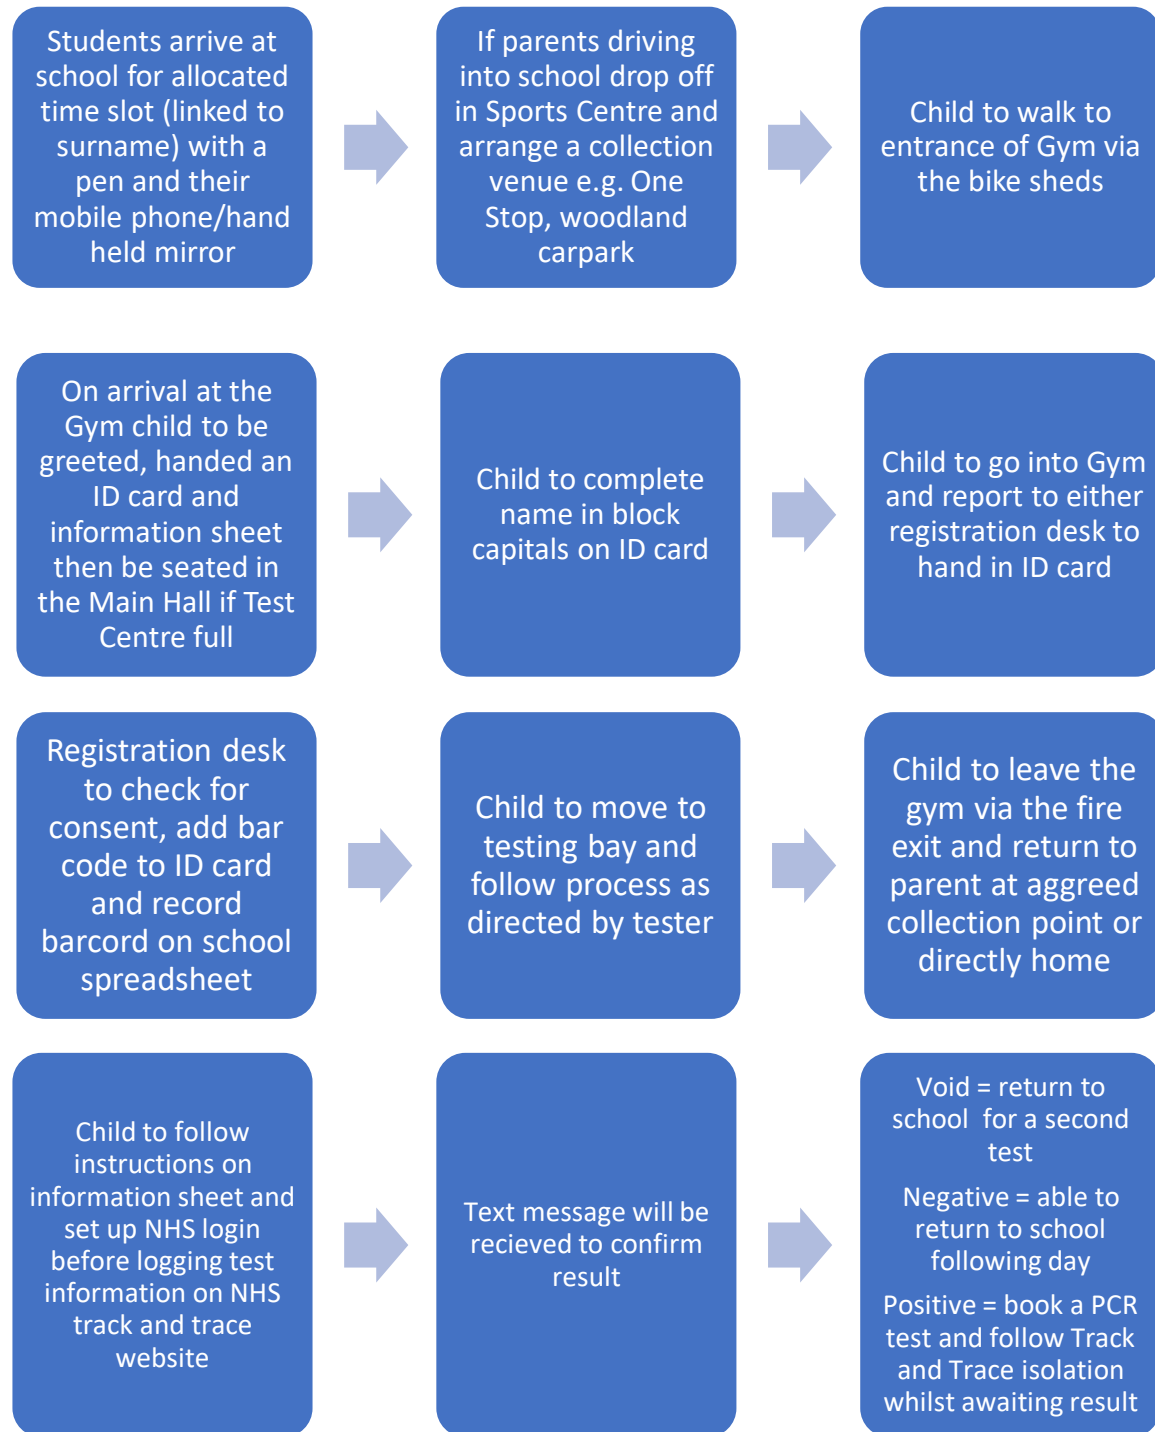 Students arrive at
school for allocated
time slot (linked to
surname) with a
pen and their
mobile phone/hand
held mirror
If parents driving
into school drop off
in Sports Centre and
arrange a collection
venue e.g. One
Stop, woodland
carpark
Child to walk to
entrance of Gym via
the bike sheds
On arrival at the
Gym child to be
greeted, handed an
ID card and
information sheet
then be seated in
the Main Hall if Test
Centre full
Child to complete
name in block
capitals on ID card
Child to go into Gym
and report to either
registration desk to
hand in ID card
Registration desk
to check for
consent, add bar
code to ID card
and record
barcord on school
spreadsheet
Child to move to
testing bay and
follow process as
directed by tester
Child to leave the
gym via the fire
exit and return to
parent at aggreed
collection point or
directly home
Child to follow
instructions on
information sheet and
set up NHS login
before logging test
information on NHS
track and trace
website
Text message will be
recieved to confirm
result
Void = return to
school for a second
test
Negative = able to
return to school
following day
Positive = book a PCR
test and follow Track
and Trace isolation
whilst awaiting result